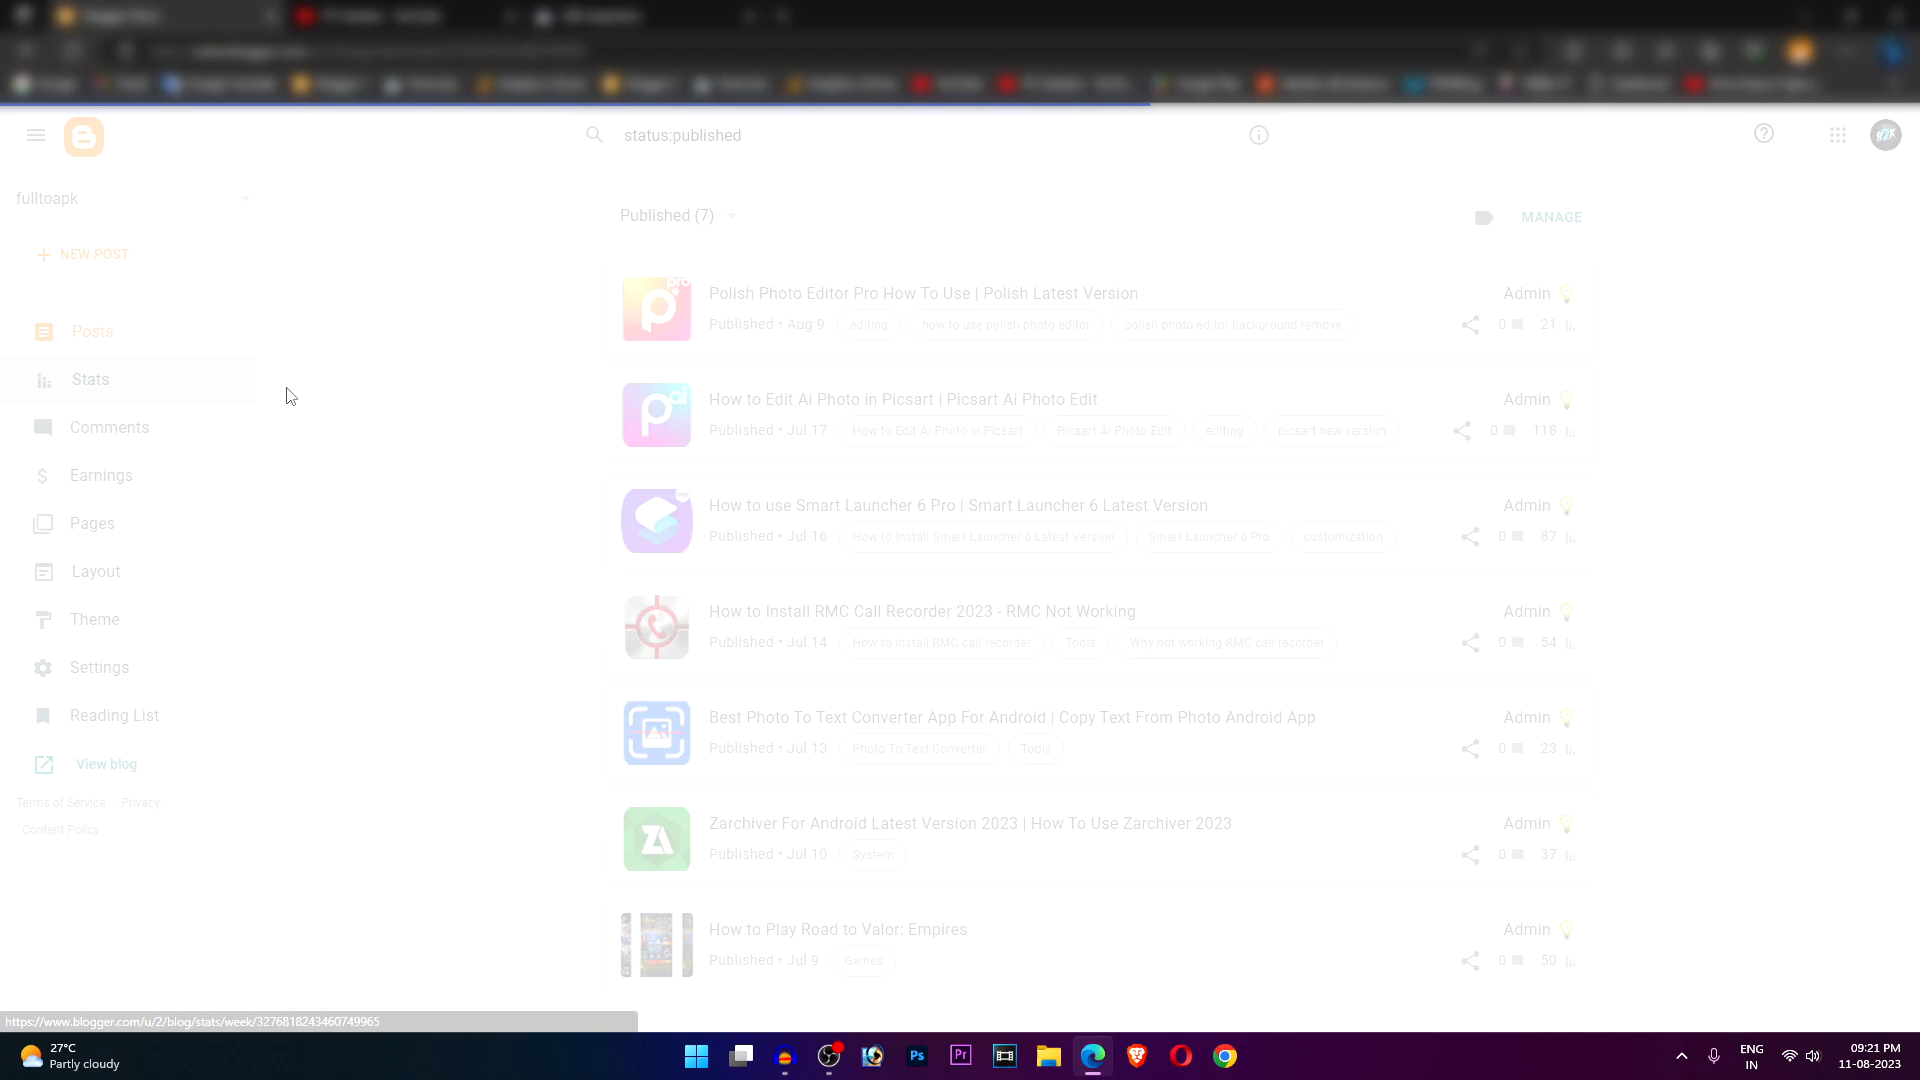 status:published
fulltoapk
Published (7)
MANAGE
NEW POST
Posts
Stats
Comments
Earnings
Pages
Layout
Theme
Settings
Reading List
View blog
Terms of Service · Privacy ·
Content Policy
Polish Photo Editor Pro How To Use | Polish Latest Version
Admin
Published • Aug 9 editing how to use polish photo editor polish photo editor background remove
0 21
How to Edit Ai Photo in Picsart | Picsart Ai Photo Edit
Admin
Published • Jul 17 How to Edit Ai Photo in Picsart Picsart Ai Photo Edit editing picsart new version
0 118
How to use Smart Launcher 6 Pro | Smart Launcher 6 Latest Version
Admin
Published • Jul 16 How to Install Smart Launcher 6 Latest Version Smart Launcher 6 Pro customization
0 87
How to Install RMC Call Recorder 2023 - RMC Not Working
Admin
Published • Jul 14 How to install RMC call recorder Tools Why not working RMC call recorder
0 54
Best Photo To Text Converter App For Android | Copy Text From Photo Android App
Admin
Published • Jul 13 Photo To Text Converter Tools
0 23
Zarchiver For Android Latest Version 2023 | How To Use Zarchiver 2023
Admin
Published • Jul 10 System
0 37
How to Play Road to Valor: Empires
Admin
Published • Jul 9 Games
0 50
https://www.blogger.com/u/2/blog/stats/week/3276818243460749965
27°C
Partly cloudy
Ps
Pr
ENG
IN
09:21 PM
11-08-2023